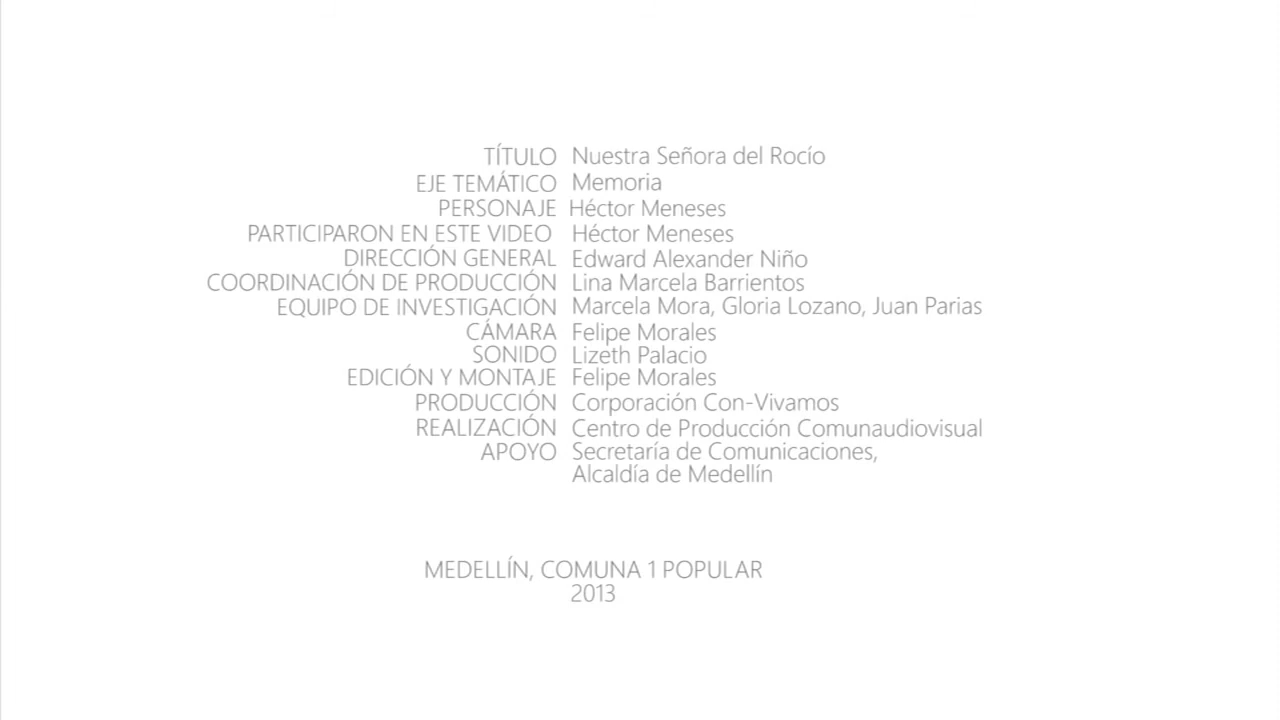 TÍTULO Nuestra Señora del Rocío
EJE TEMÁTICO Memoria
PERSONAJE Héctor Meneses
PARTICIPARON EN ESTE VIDEO Héctor Meneses
DIRECCIÓN GENERAL Edward Alexander Niño
COORDINACIÓN DE PRODUCCIÓN Lina Marcela Barrientos
EQUIPO DE INVESTIGACIÓN Marcela Mora, Gloria Lozano, Juan Parias
CÁMARA Felipe Morales
SONIDO Lizeth Palacio
EDICIÓN Y MONTAJE Felipe Morales
PRODUCCIÓN Corporación Con-Vivamos
REALIZACIÓN Centro de Producción Comunaudiovisual
APOYO Secretaría de Comunicaciones,
Alcaldía de Medellín
MEDELLÍN, COMUNA 1 POPULAR
2013